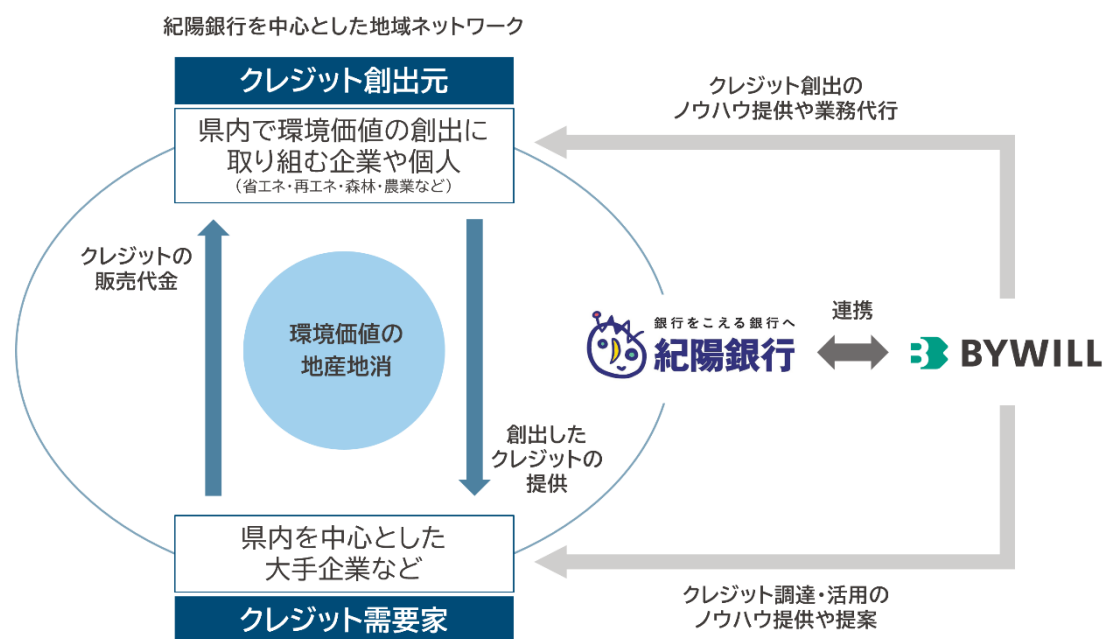 紀陽銀行を中心とした地域ネットワーク
クレジット創出元
県内で環境価値の創出に
取り組む企業や個人
（省エネ・再エネ・森林・農業など）
クレジット創出の
ノウハウ提供や業務代行
クレジットの
販売代金
環境価値の
地産地消
創出した
クレジットの
提供
銀行をこえる銀行へ
紀陽銀行
連携
BYWILL
県内を中心とした
大手企業など
クレジット需要家
クレジット調達・活用の
ノウハウ提供や提案